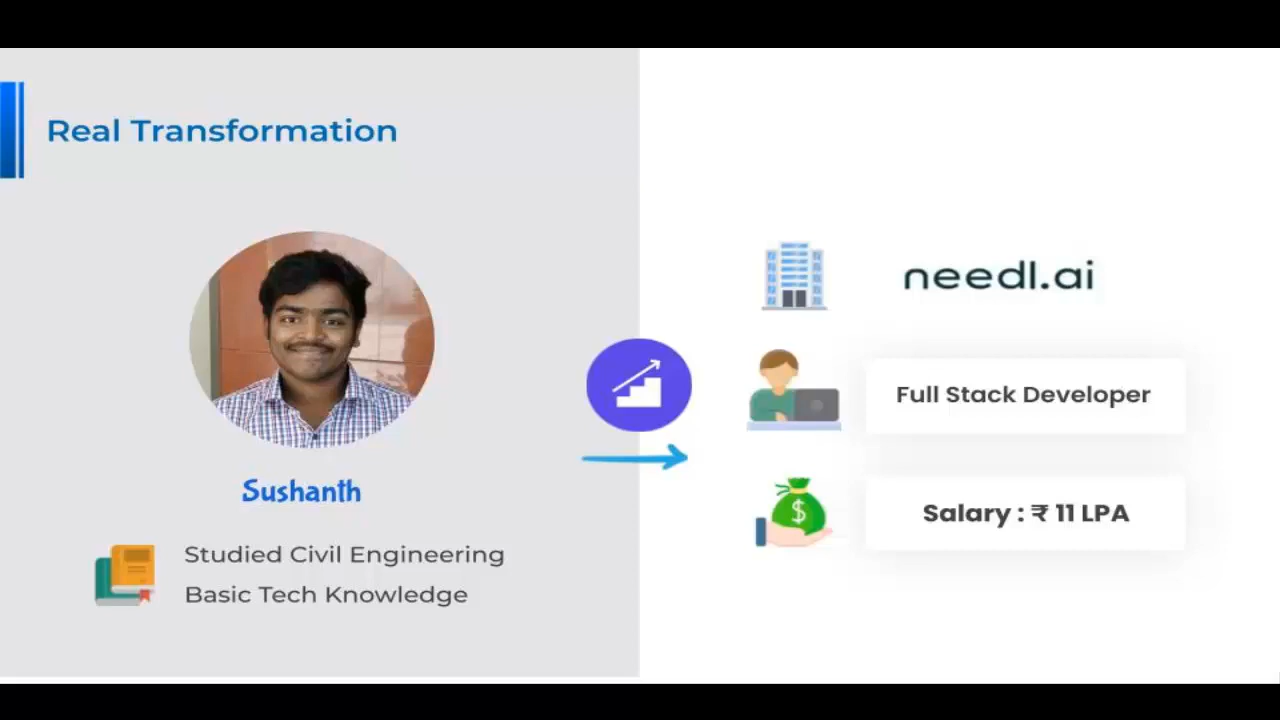 Real Transformation
Sushanth
Studied Civil Engineering
Basic Tech Knowledge
needl.ai
Full Stack Developer
$
Salary : ₹ 11 LPA